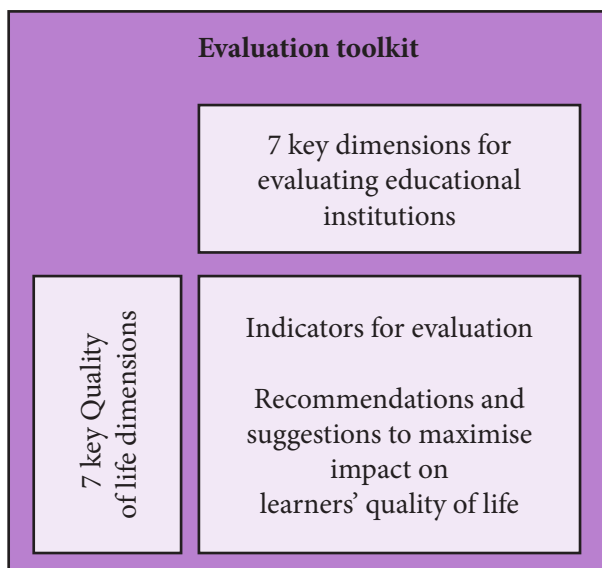 Evaluation toolkit
7 key dimensions for
evaluating educational
institutions
7 key Quality
of life dimensions
Indicators for evaluation
Recommendations and
suggestions to maximise
impact on
learners’ quality of life